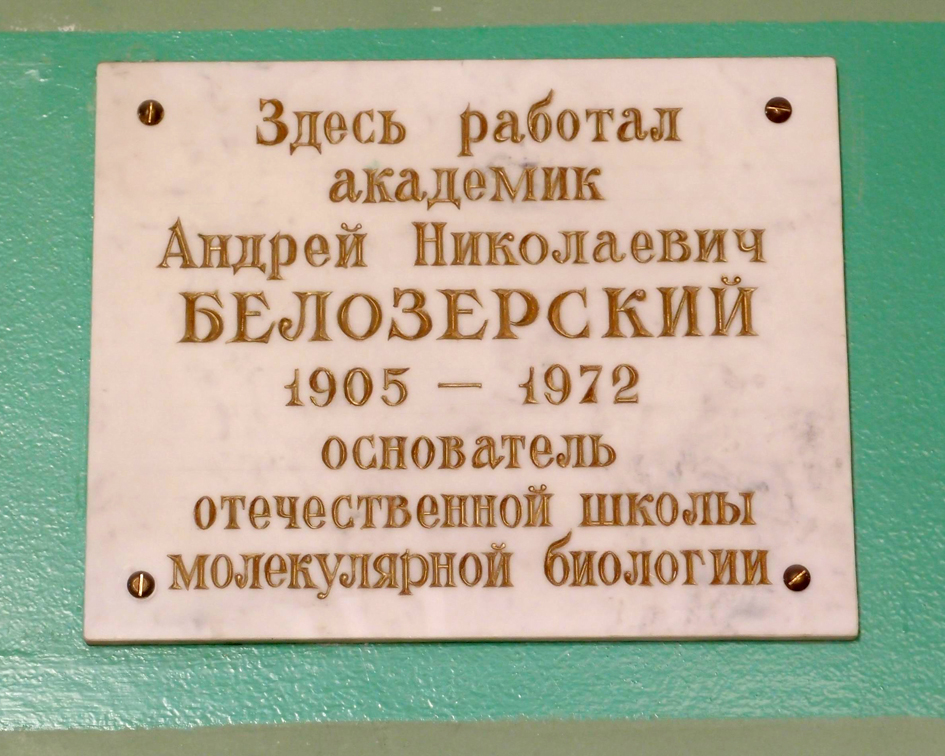 Здесь работал
академик
Андрей Николаевич
БЕЛОЗЕРСКИЙ
1905 — 1972
основатель
отечественной школы
молекулярной биологии